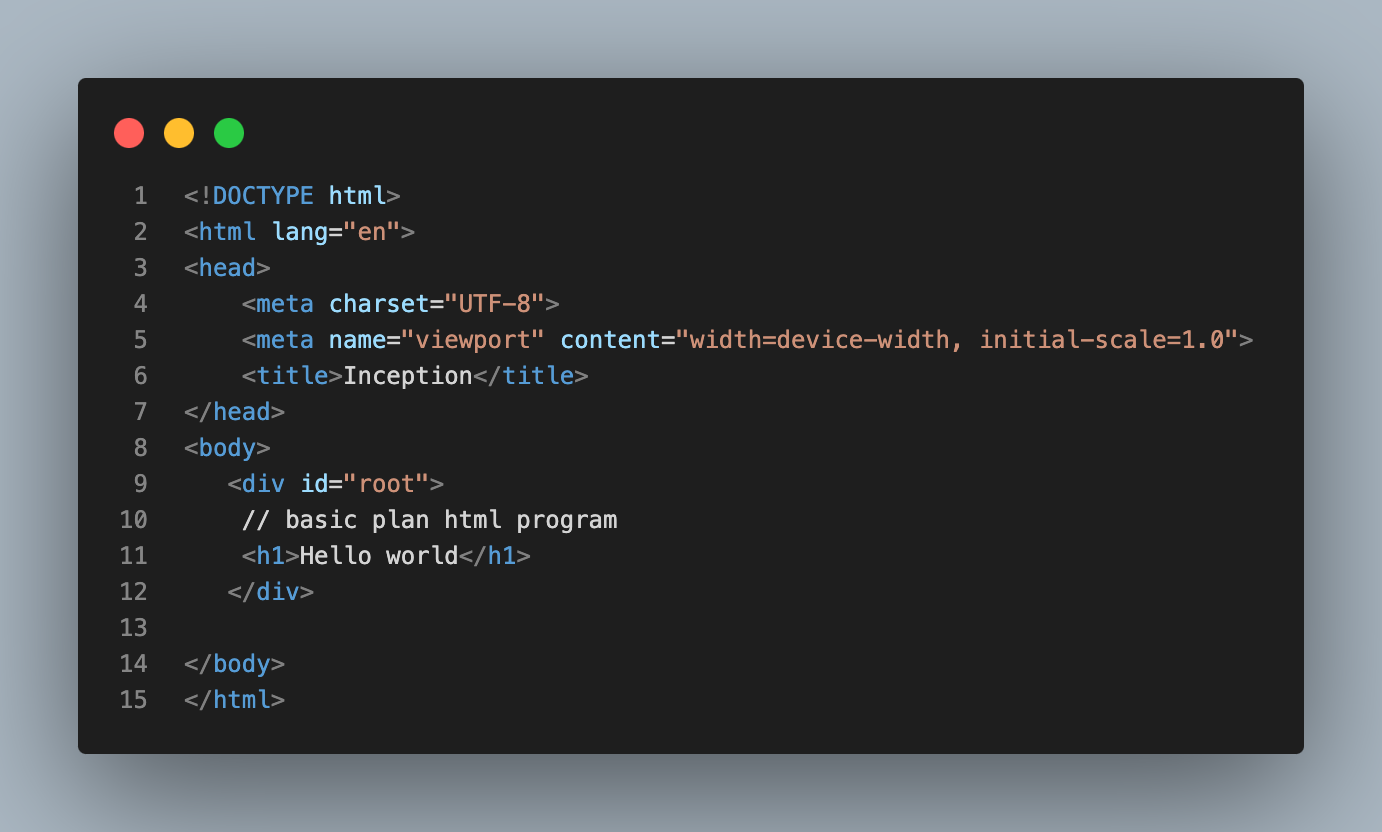 1 <!DOCTYPE html>
2 <html lang="en">
3 <head>
4     <meta charset="UTF-8">
5     <meta name="viewport" content="width=device-width, initial-scale=1.0">
6     <title>Inception</title>
7 </head>
8 <body>
9    <div id="root">
10     // basic plan html program
11     <h1>Hello world</h1>
12    </div>
13
14 </body>
15 </html>